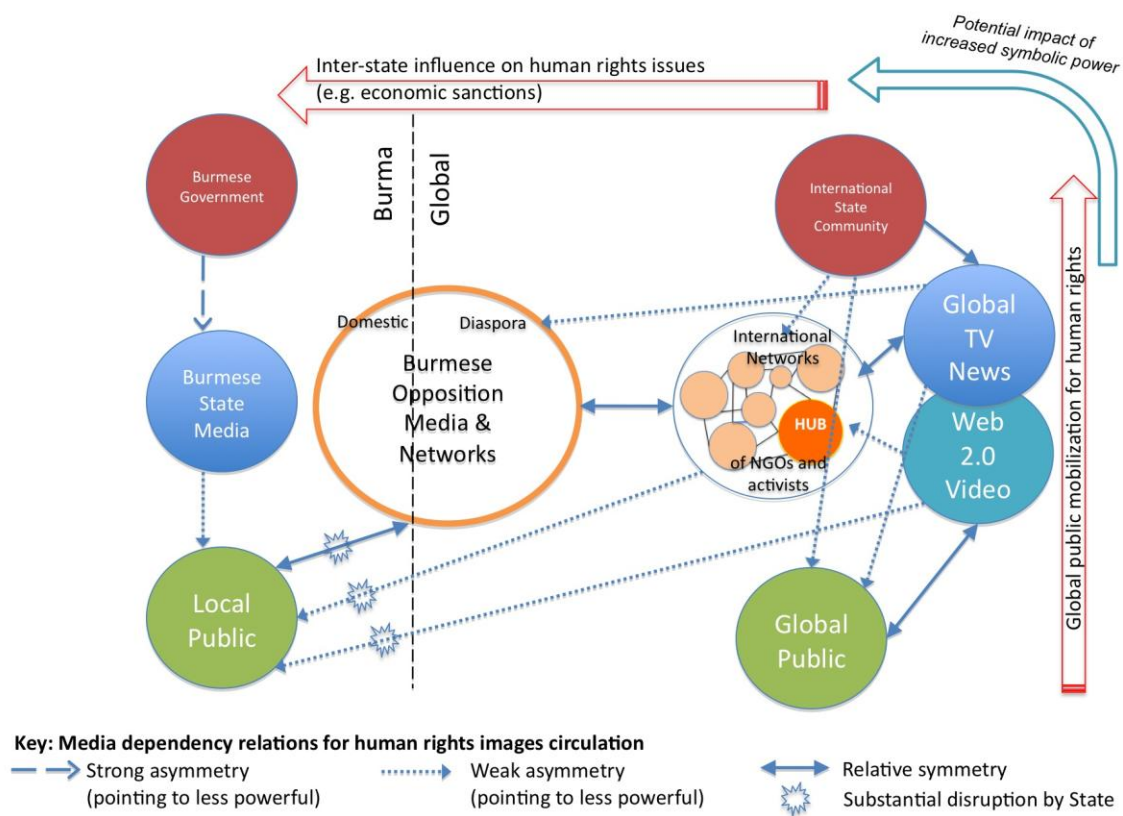 Potential impact of
increased symbolic power
Inter-state influence on human rights issues
(e.g. economic sanctions)
Burmese
Government
Burma
Global
International
State
Community
Global public mobilization for human rights
Global
TV
News
Domestic
Diaspora
Burmese
Opposition
Media &
Networks
International
Networks
HUB
of NGOs and
activists
Burmese
State
Media
Web
2.0
Video
Local
Public
Global
Public
Key: Media dependency relations for human rights images circulation
Strong asymmetry
(pointing to less powerful)
Weak asymmetry
(pointing to less powerful)
Relative symmetry
Substantial disruption by State